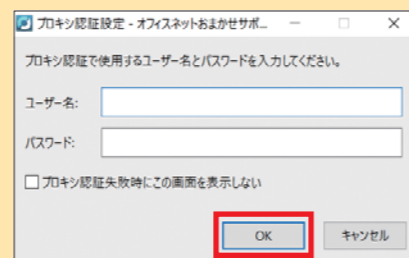 プロキシ認証設定 - オフィスネットおまかせサポ...
プロキシ認証で使用するユーザー名とパスワードを入力してください。
ユーザー名:
パスワード:
プロキシ認証失敗時にこの画面を表示しない
OK
キャンセル